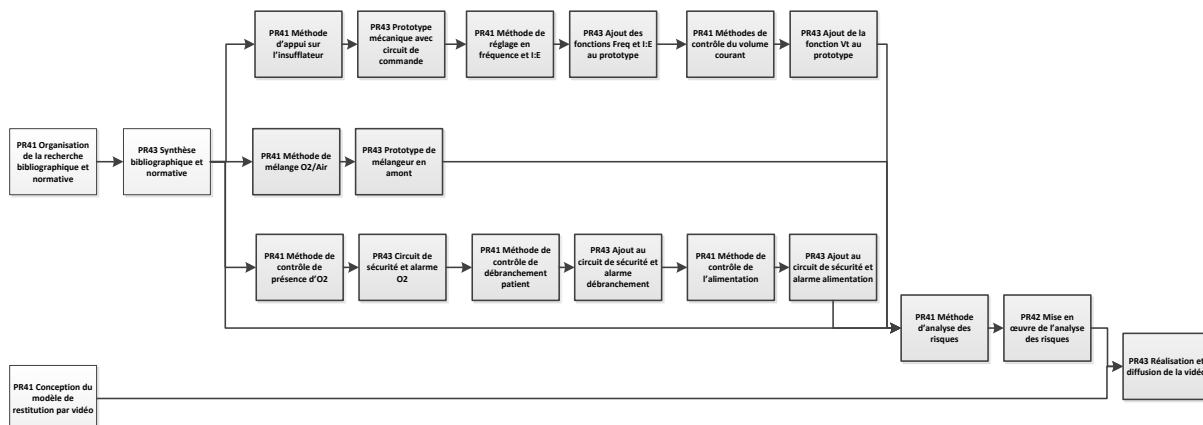 PR41 Méthode
d'appui sur
l'insufflateur
PR43 Prototype
mécanique avec
circuit de
commande
PR41 Méthode de
réglage en
fréquence et I:E
PR43 Ajout des
fonctions Freq et I:E
au prototype
PR41 Méthodes de
contrôle du volume
courant
PR43 Ajout de la
fonction Vt au
prototype
PR41 Organisation
de la recherche
bibliographique et
normative
PR43 Synthèse
bibliographique et
normative
PR41 Méthode de
mélange O2/Air
PR43 Prototype de
mélangeur en
amont
PR41 Méthode de
contrôle de
présence d'O2
PR43 Circuit de
sécurité et alarme
O2
PR41 Méthode de
contrôle de
débranchement
patient
PR43 Ajout au
circuit de sécurité et
alarme
débranchement
PR41 Méthode de
contrôle de
l'alimentation
PR43 Ajout au
circuit de sécurité et
alarme alimentation
PR41 Méthode
d'analyse des
risques
PR42 Mise en
œuvre de l'analyse
des risques
PR43 Réalisation et
diffusion de la vidéo
PR41 Conception du
modèle de
restitution par vidéo